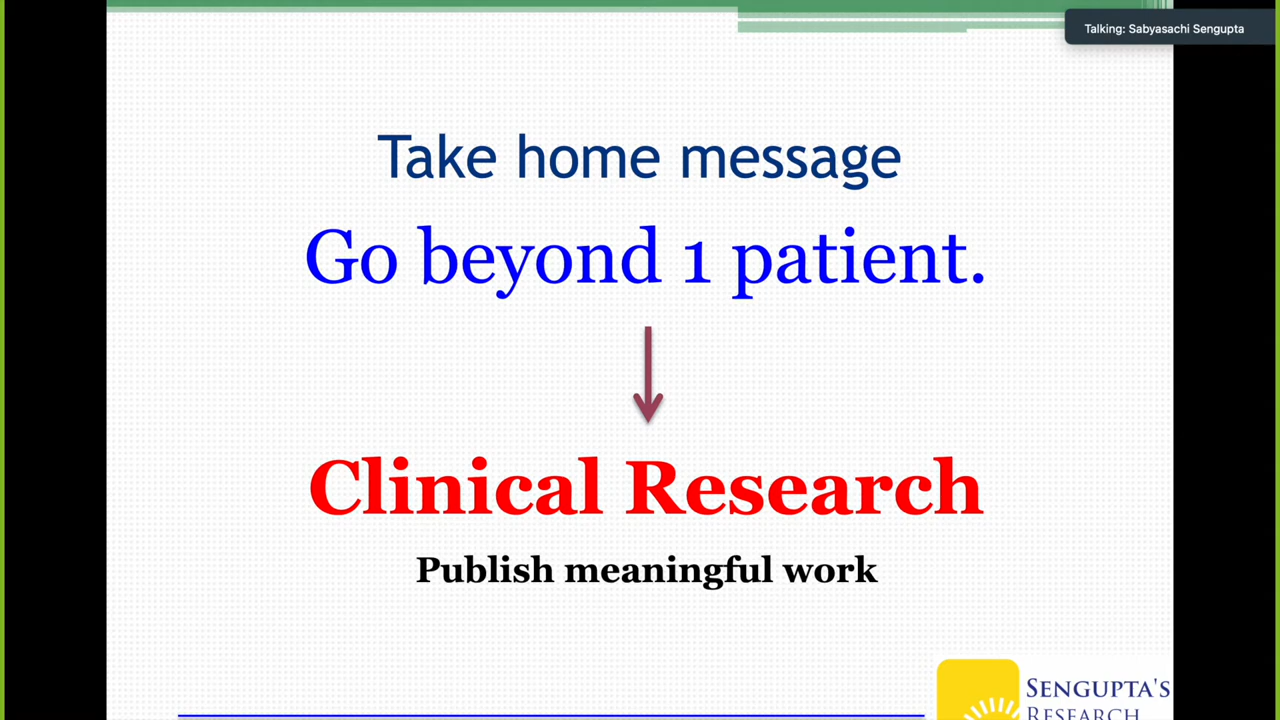 Talking: Sabyasachi Sengupta
Take home message
Go beyond 1 patient.
Clinical Research
Publish meaningful work
SENGUPTA'S
RESEARCH